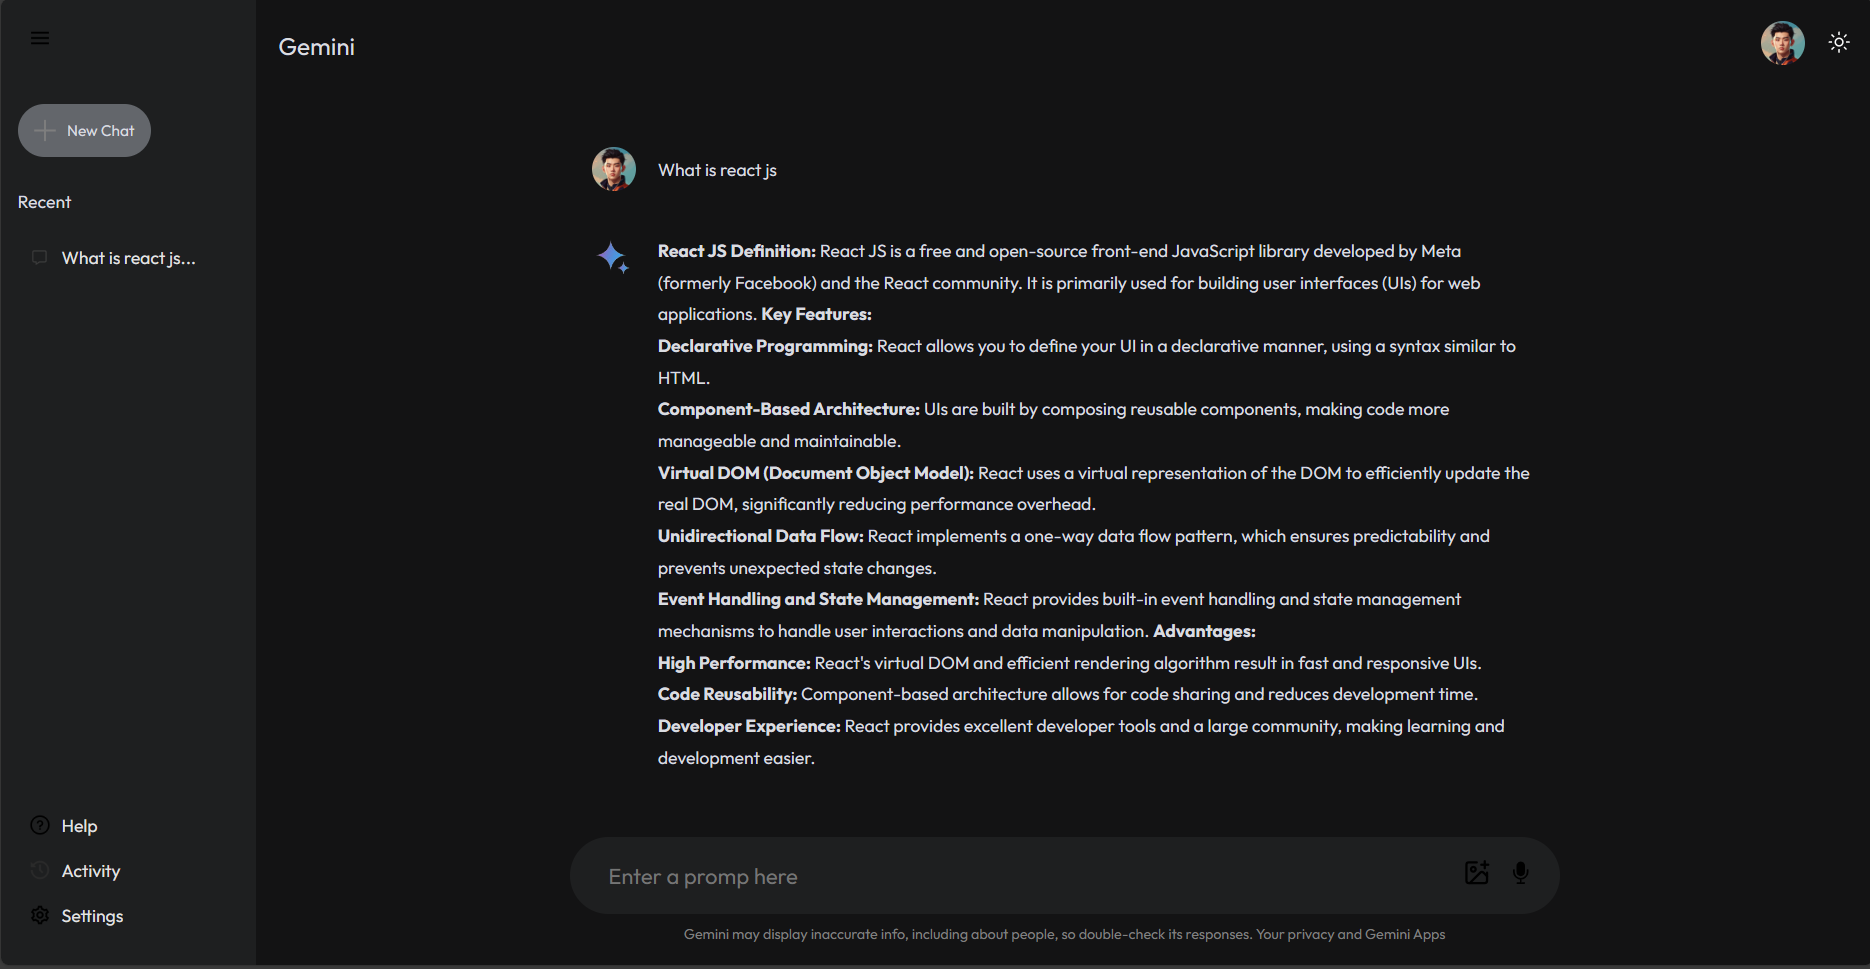 Gemini
New Chat
Recent
What is react js...
What is react js
React JS Definition: React JS is a free and open-source front-end JavaScript library developed by Meta
(formerly Facebook) and the React community. It is primarily used for building user interfaces (UIs) for web
applications. Key Features:
Declarative Programming: React allows you to define your UI in a declarative manner, using a syntax similar to
HTML.
Component-Based Architecture: UIs are built by composing reusable components, making code more
manageable and maintainable.
Virtual DOM (Document Object Model): React uses a virtual representation of the DOM to efficiently update the
real DOM, significantly reducing performance overhead.
Unidirectional Data Flow: React implements a one-way data flow pattern, which ensures predictability and
prevents unexpected state changes.
Event Handling and State Management: React provides built-in event handling and state management
mechanisms to handle user interactions and data manipulation. Advantages:
High Performance: React's virtual DOM and efficient rendering algorithm result in fast and responsive UIs.
Code Reusability: Component-based architecture allows for code sharing and reduces development time.
Developer Experience: React provides excellent developer tools and a large community, making learning and
development easier.
Help
Activity
Settings
Enter a promp here
Gemini may display inaccurate info, including about people, so double-check its responses. Your privacy and Gemini Apps